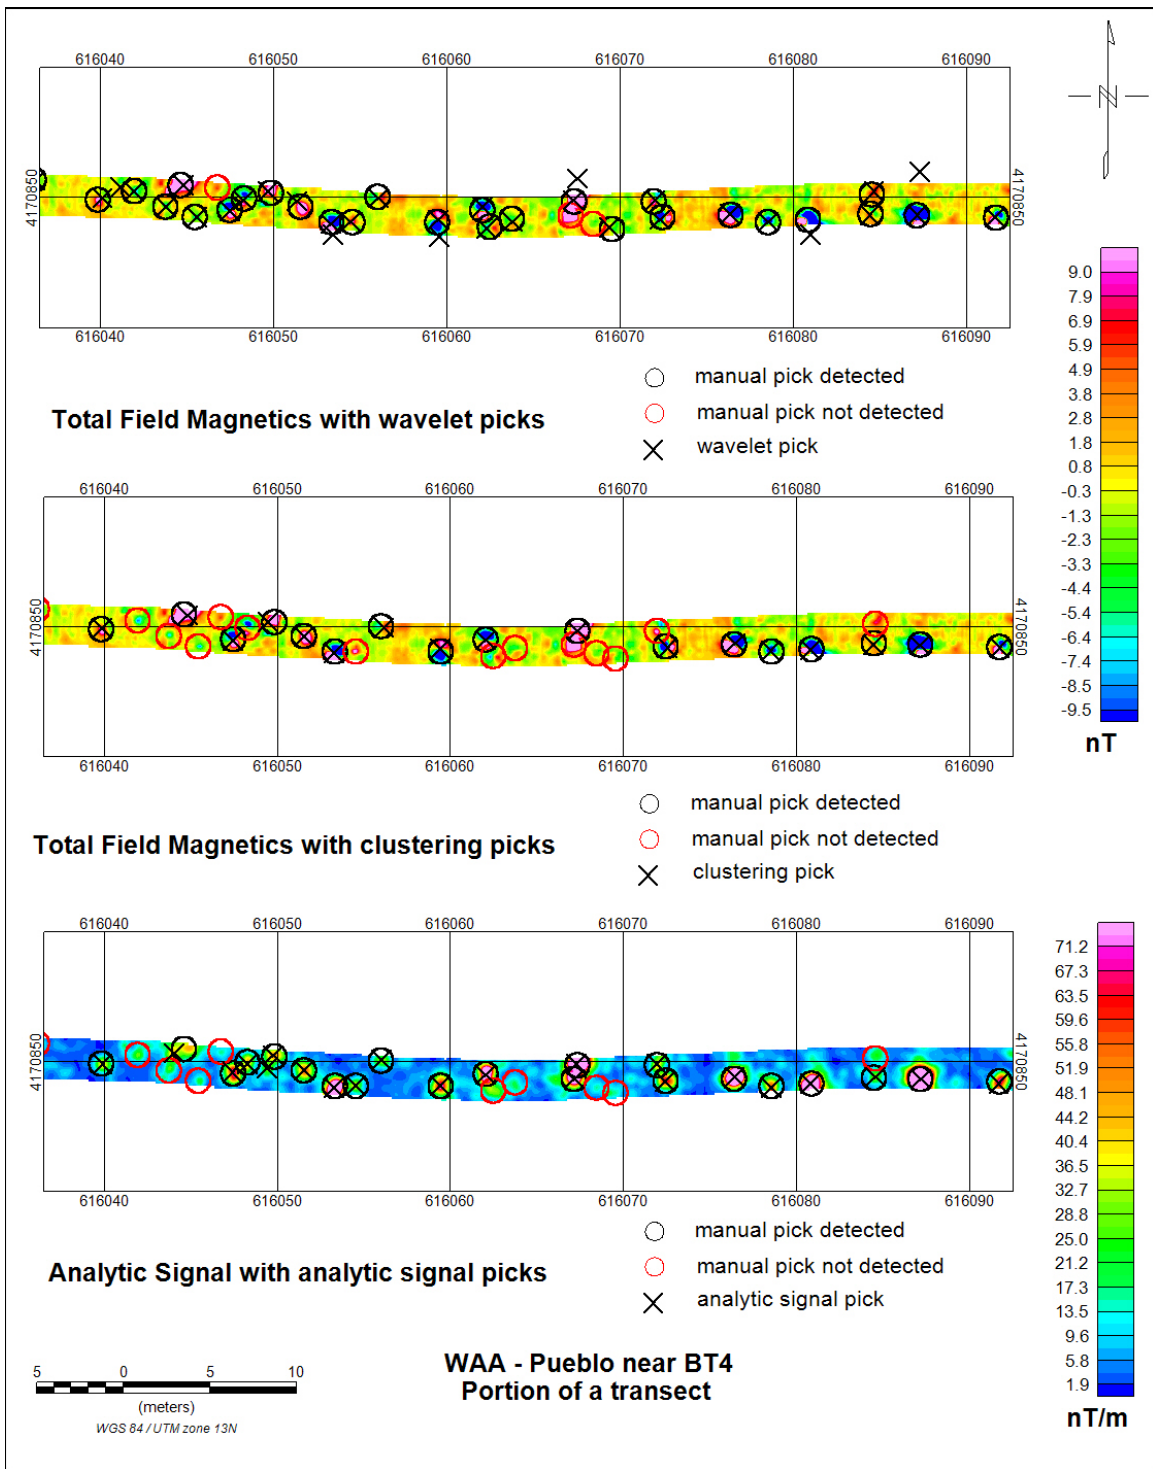 616040 616050 616060 616070 616080 616090
N
4170850 4170850
616040 616050 616060 616070 616080 616090
manual pick detected
manual pick not detected
wavelet pick
Total Field Magnetics with wavelet picks
9.0
7.9
6.9
5.9
4.9
3.8
2.8
1.8
0.8
-0.3
-1.3
-2.3
-3.3
-4.4
-5.4
-6.4
-7.4
-8.5
-9.5
nT
616040 616050 616060 616070 616080 616090
4170850 4170850
616040 616050 616060 616070 616080 616090
manual pick detected
manual pick not detected
clustering pick
Total Field Magnetics with clustering picks
616040 616050 616060 616070 616080 616090
4170850 4170850
616040 616050 616060 616070 616080 616090
71.2
67.3
63.5
59.6
55.8
51.9
48.1
44.2
40.4
36.5
32.7
28.8
25.0
21.2
17.3
13.5
9.6
5.8
1.9
nT/m
manual pick detected
manual pick not detected
analytic signal pick
Analytic Signal with analytic signal picks
WAA - Pueblo near BT4
Portion of a transect
5 0 5 10
(meters)
WGS 84 / UTM zone 13N